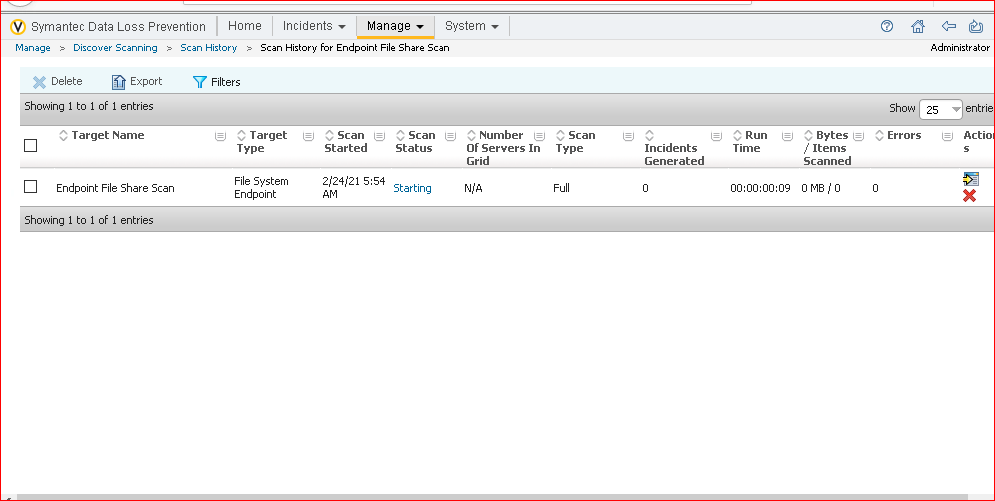 Symantec Data Loss Prevention Home Incidents Manage System
Manage > Discover Scanning > Scan History > Scan History for Endpoint File Share Scan Administrator
Delete Export Filters
Showing 1 to 1 of 1 entries Show 25 entrie
Target Name Target Type Scan Started Scan Status Number Of Servers In Grid Scan Type Incidents Generated Run Time Bytes / Items Scanned Errors Action s
Endpoint File Share Scan File System Endpoint 2/24/21 5:54 AM Starting N/A Full 0 00:00:00:09 0 MB / 0 0
Showing 1 to 1 of 1 entries